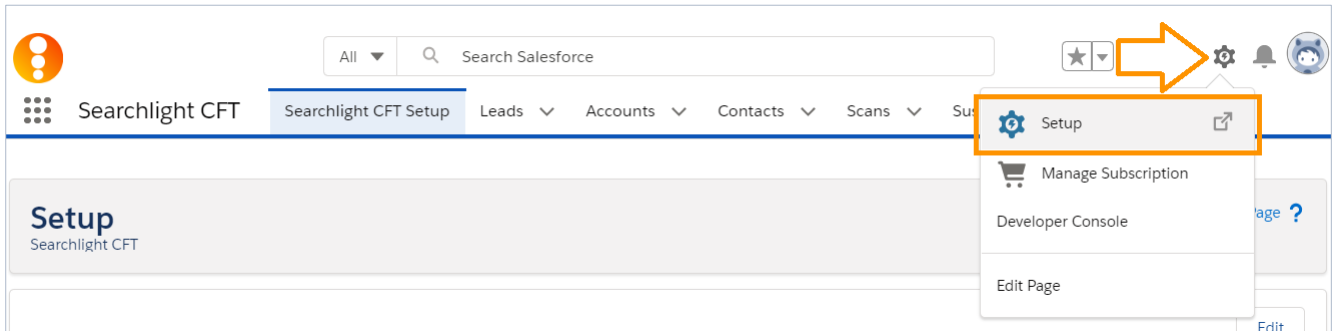 All
Search Salesforce
Searchlight CFT
Searchlight CFT Setup
Leads
Accounts
Contacts
Scans
Setup
Manage Subscription
Developer Console
Edit Page
Setup
Searchlight CFT
?
Edit